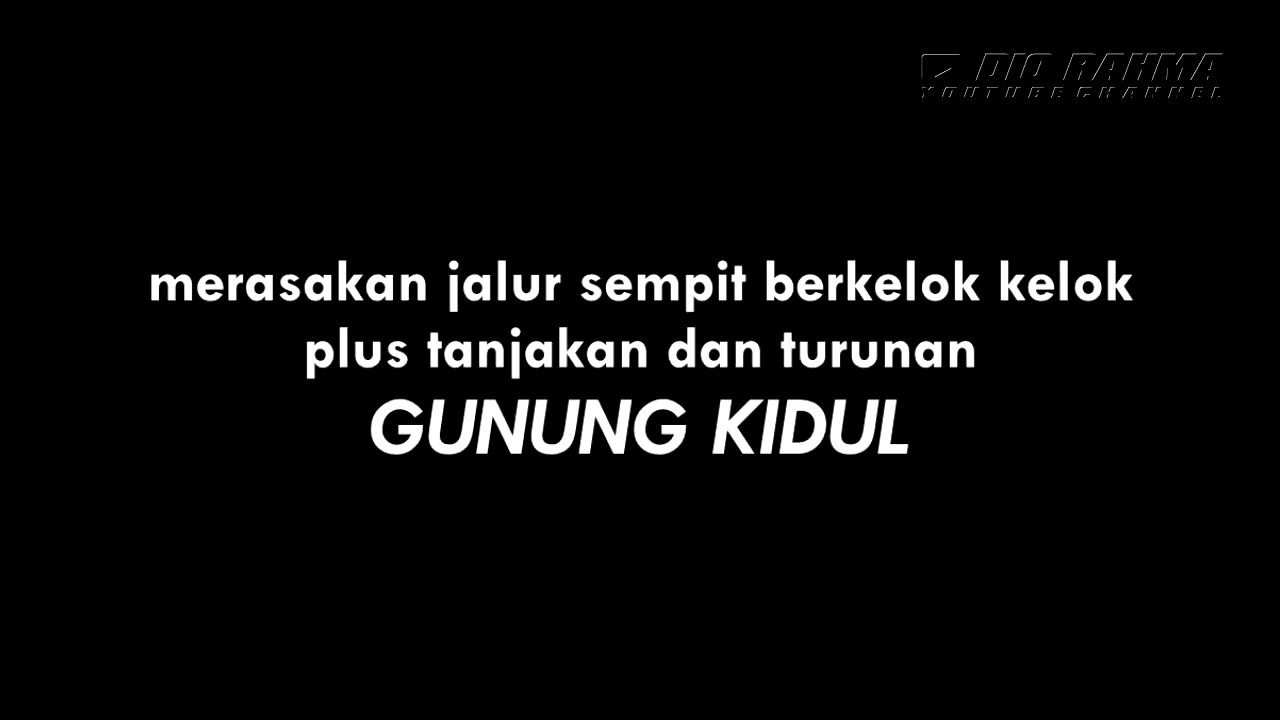 DIO RAHMA
YOUTUBE CHANNEL
merasakan jalur sempit berkelok kelok
plus tanjakan dan turunan
GUNUNG KIDUL